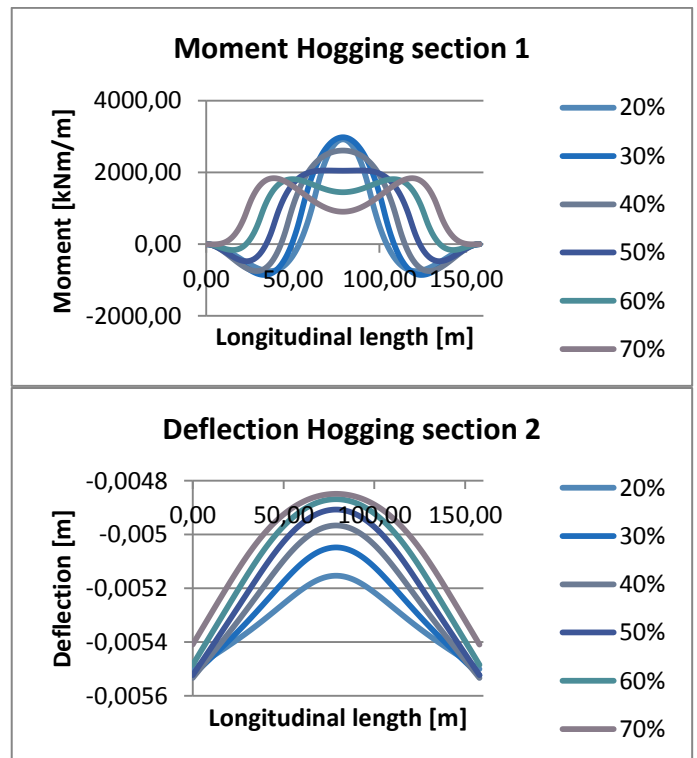 Moment Hogging section 1
Moment [kNm/m]
4000,00
2000,00
0,00
-2000,00
0,00 50,00 100,00 150,00
Longitudinal length [m]
20%
30%
40%
50%
60%
70%
Deflection Hogging section 2
Deflection [m]
-0,0048
-0,005
-0,0052
-0,0054
-0,0056
0,00 50,00 100,00 150,00
Longitudinal length [m]
20%
30%
40%
50%
60%
70%